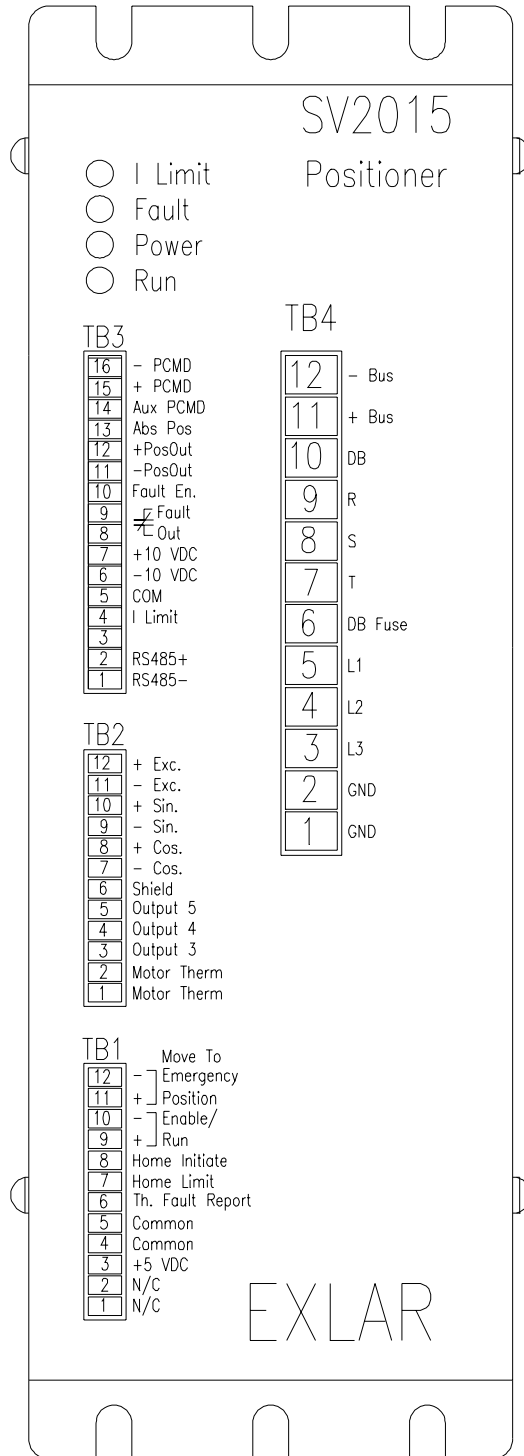 SV2015
Positioner
I Limit
Fault
Power
Run
TB3
16 - PCMD
15 + PCMD
14 Aux PCMD
13 Abs Pos
12 +PosOut
11 -PosOut
10 Fault En.
9 Fault
8 Out
7 +10 VDC
6 -10 VDC
5 COM
4 I Limit
3
2 RS485+
1 RS485-
TB4
12 - Bus
11 + Bus
10 DB
9 R
8 S
7 T
6 DB Fuse
5 L1
4 L2
3 L3
2 GND
1 GND
TB2
12 + Exc.
11 - Exc.
10 + Sin.
9 - Sin.
8 + Cos.
7 - Cos.
6 Shield
5 Output 5
4 Output 4
3 Output 3
2 Motor Therm
1 Motor Therm
TB1
Move To
12 - Emergency
11 + Position
10 - Enable/
9 + Run
8 Home Initiate
7 Home Limit
6 Th. Fault Report
5 Common
4 Common
3 +5 VDC
2 N/C
1 N/C
EXLAR